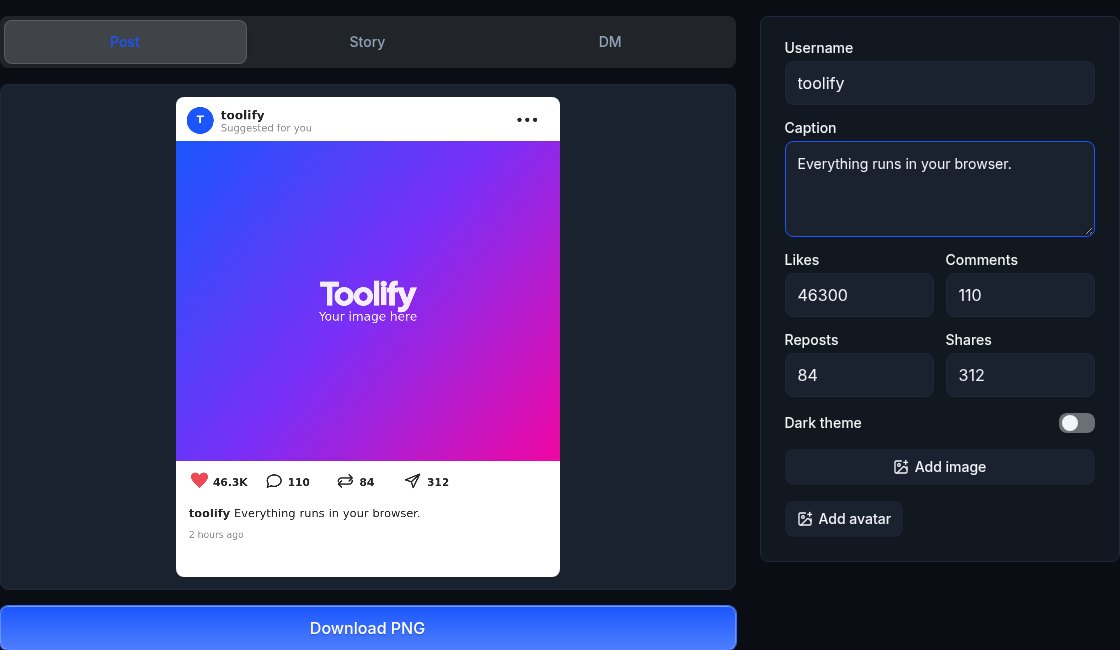 Post
Story
DM
T
toolify
Suggested for you
Toolify
Your image here
46.3K
110
84
312
toolify Everything runs in your browser.
2 hours ago
Download PNG
Username
toolify
Caption
Everything runs in your browser.
Likes
Comments
46300
110
Reposts
Shares
84
312
Dark theme
Add image
Add avatar